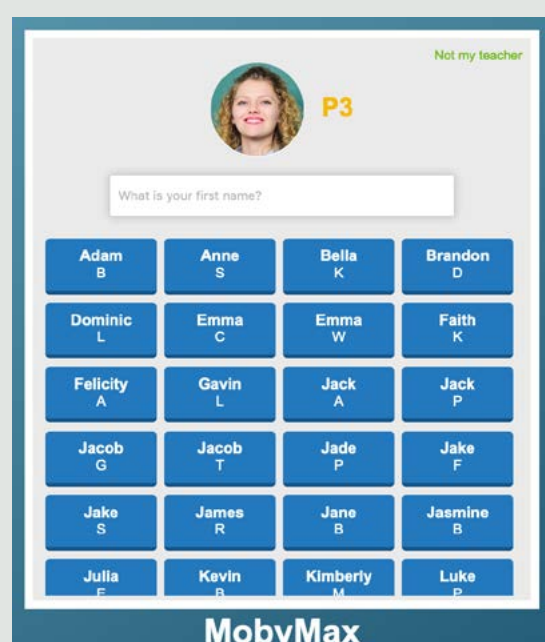 Not my teacher
P3
What is your first name?
Adam Anne Bella Brandon
B S K D
Dominic Emma Emma Faith
L C W K
Felicity Gavin Jack Jack
A L A P
Jacob Jacob Jade Jake
G T P F
Jake James Jane Jasmine
S R B B
Julia Kevin Kimberly Luke
E B M P
MobyMax